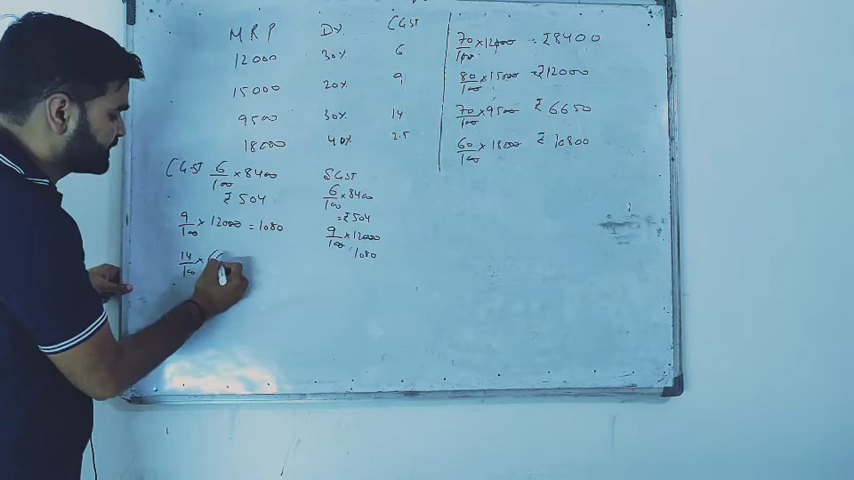 MRP D% CGST
12000 30% 6
15000 20% 9
9500 30% 14
18000 40% 2.5
70/100 x 12000 = ₹8400
80/100 x 15000 = ₹12000
70/100 x 9500 ₹6650
60/100 x 18000 ₹10800
CGST 6/100 x 8400
₹504
9/100 x 12000 = 1080
14/100 x 6
SGST
6/100 x 8400
= ₹504
9/100 x 12000
1080